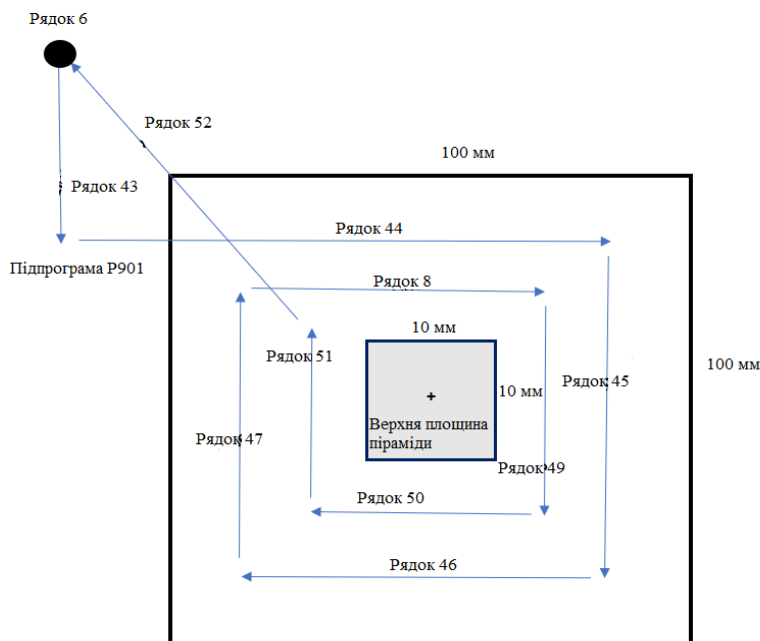 Рядок 6
Рядок 52
100 мм
Рядок 43
Рядок 44
Підпрограма P901
Рядок 8
10 мм
Рядок 51
100 мм
Рядок 45
10 мм
Верхня площина
піраміди
Рядок 47
Рядок 49
Рядок 50
Рядок 46